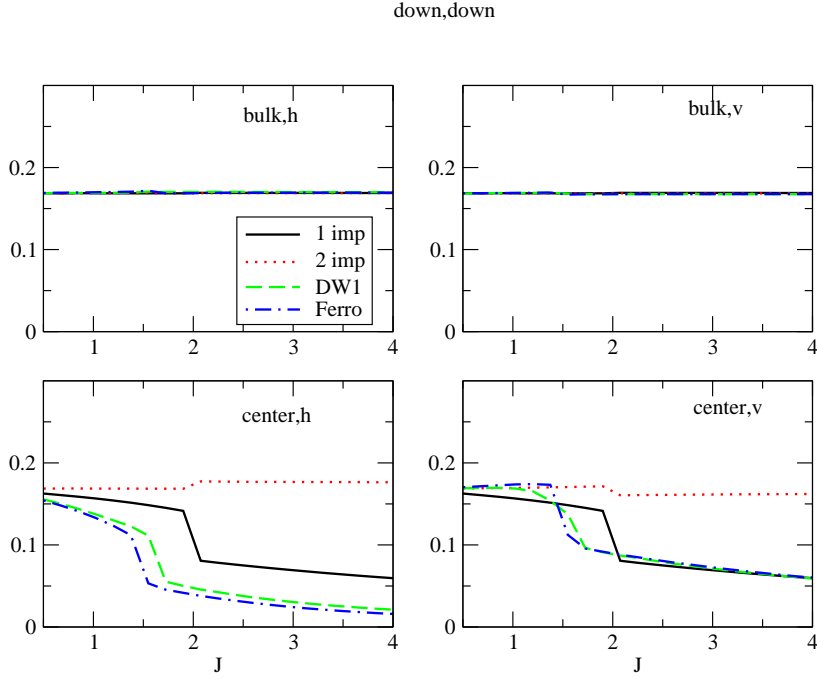 down,down
bulk,h
0.2
0.1
0
1 2 3 4
1 imp
2 imp
DW1
Ferro
bulk,v
0.2
0.1
0
1 2 3 4
center,h
0.2
0.1
0
1 2 3 4
J
center,v
0.2
0.1
0
1 2 3 4
J